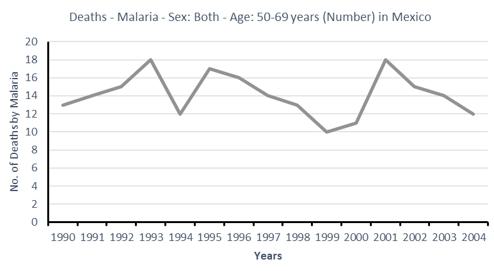 Deaths - Malaria - Sex: Both - Age: 50-69 years (Number) in Mexico
20
18
16
14
12
10
8
6
4
2
0
No. of Deaths by Malaria
1990 1991 1992 1993 1994 1995 1996 1997 1998 1999 2000 2001 2002 2003 2004
Years